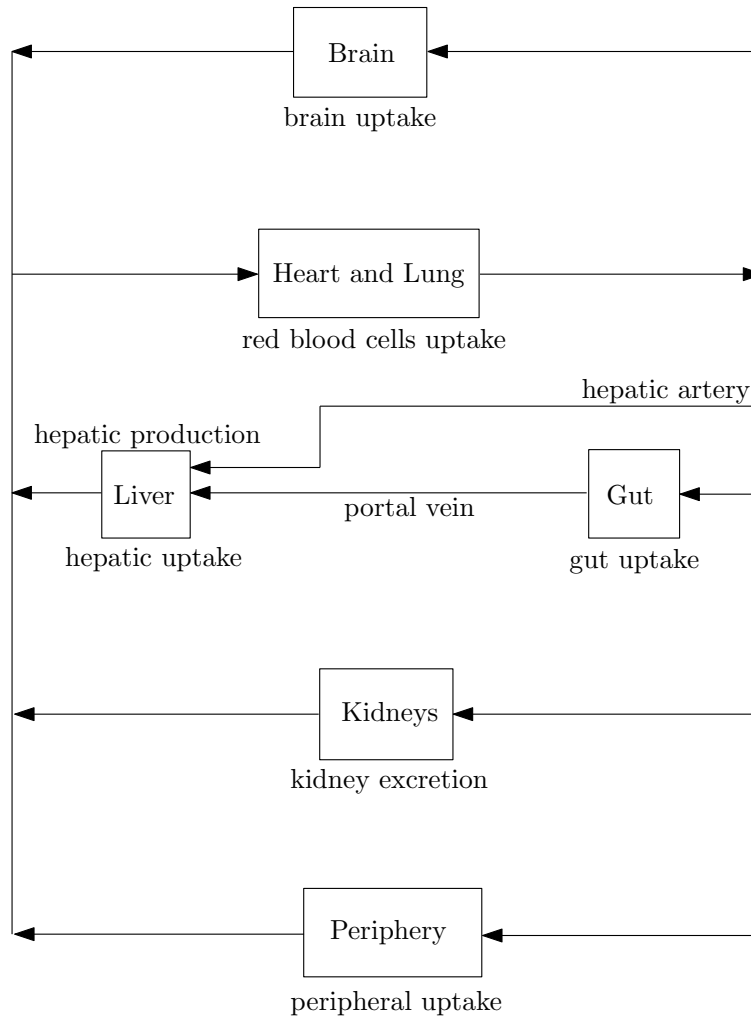 Brain
brain uptake
Heart and Lung
red blood cells uptake
hepatic artery
hepatic production
Liver
portal vein
Gut
hepatic uptake
gut uptake
Kidneys
kidney excretion
Periphery
peripheral uptake